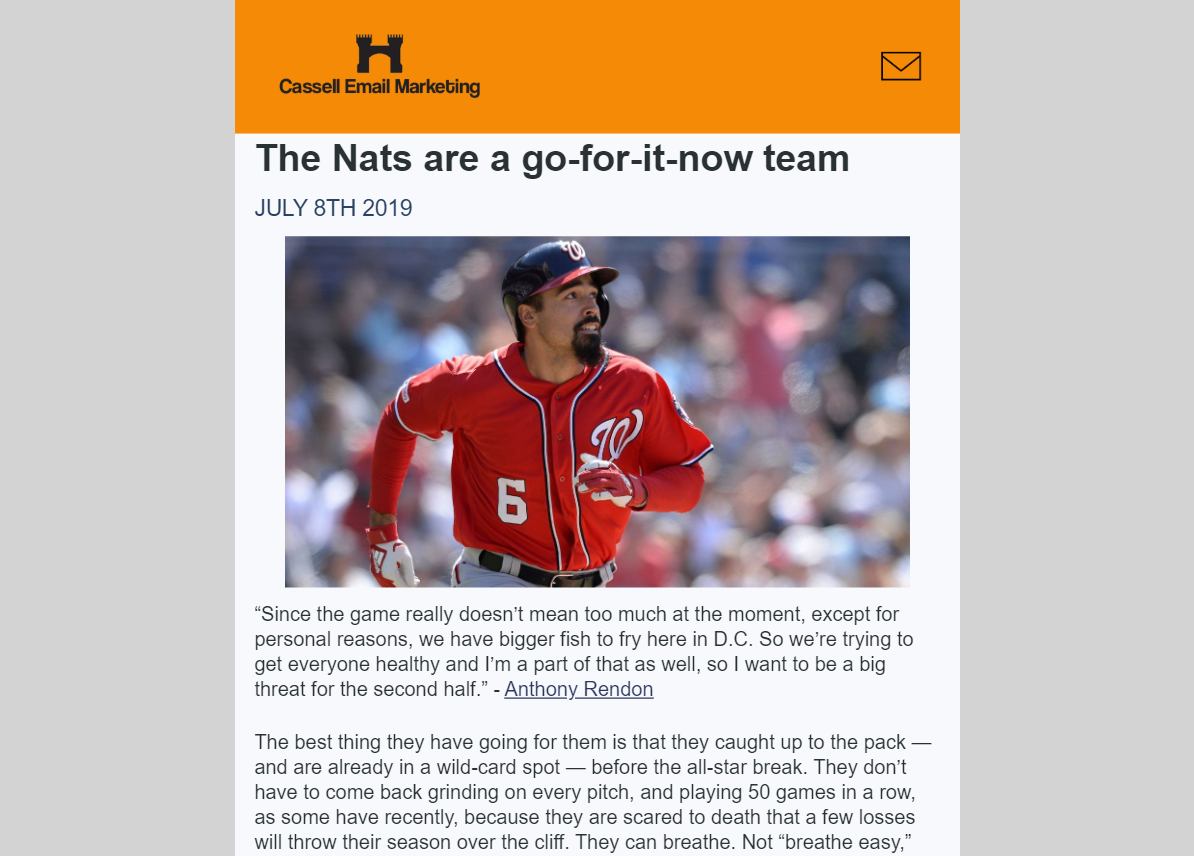 Cassell Email Marketing
The Nats are a go-for-it-now team
JULY 8TH 2019
W
W
6
“Since the game really doesn’t mean too much at the moment, except for
personal reasons, we have bigger fish to fry here in D.C. So we’re trying to
get everyone healthy and I’m a part of that as well, so I want to be a big
threat for the second half.” - Anthony Rendon
The best thing they have going for them is that they caught up to the pack —
and are already in a wild-card spot — before the all-star break. They don’t
have to come back grinding on every pitch, and playing 50 games in a row,
as some have recently, because they are scared to death that a few losses
will throw their season over the cliff. They can breathe. Not “breathe easy,”